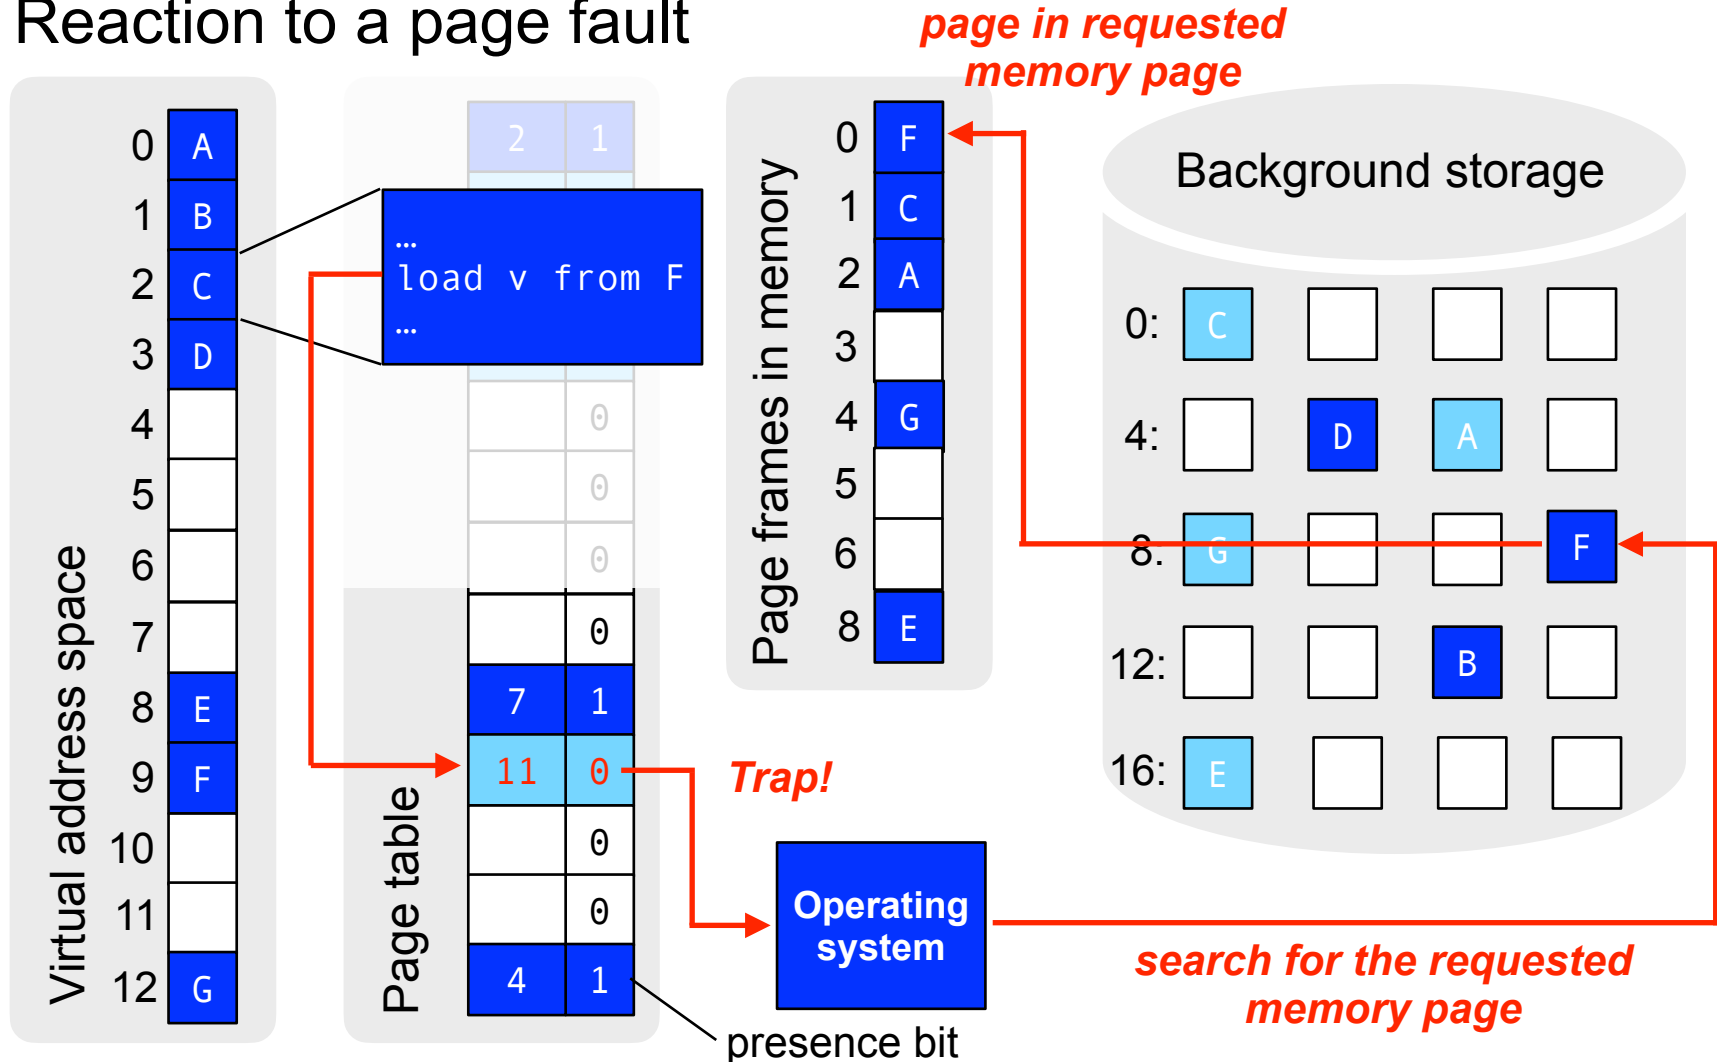 Reaction to a page fault
page in requested
memory page
Virtual address space
0 A
1 B
2 C
3 D
4
5
6
7
8 E
9 F
10
11
12 G
Page table
2 1
…
load v from F
…
0
0
0
0
7 1
11 0
0
0
4 1
presence bit
Trap!
Operating
system
search for the requested
memory page
Page frames in memory
0 F
1 C
2 A
3
4 G
5
6
8 E
Background storage
0: C
4: D A
8: G F
12: B
16: E